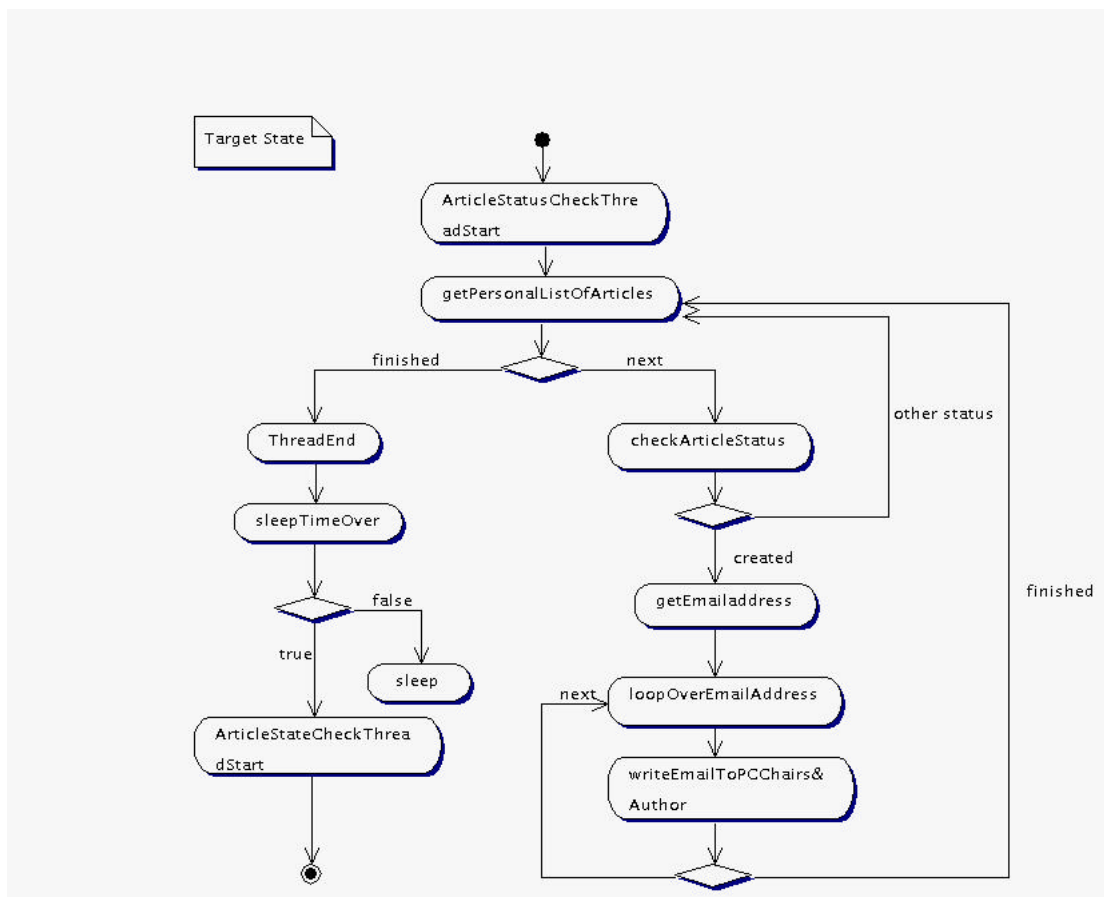 Target State
ArticleStatusCheckThre
adStart
getPersonalListOfArticles
finished
next
other status
ThreadEnd
checkArticleStatus
sleepTimeOver
created
false
getEmailaddress
finished
true
sleep
next
loopOverEmailAddress
ArticleStateCheckThrea
dStart
writeEmailToPCChairs&
Author